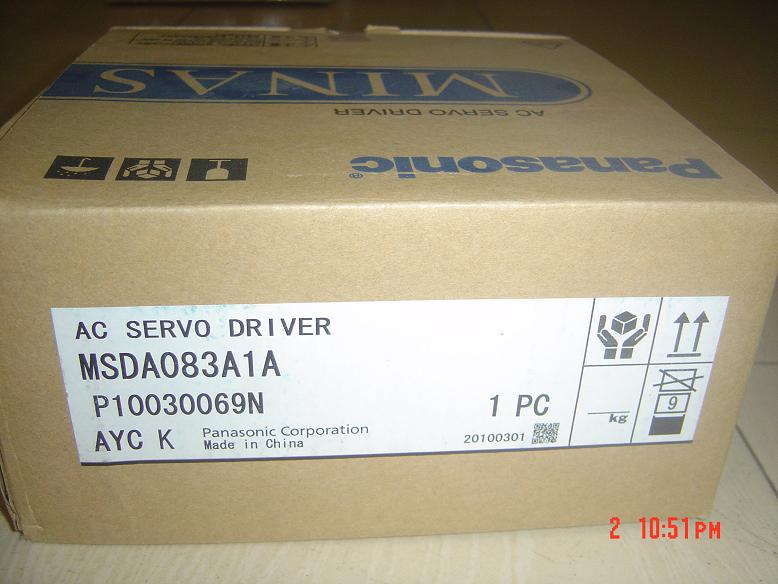 MINAS
AC SERVO DRIVER
Panasonic®
AC SERVO DRIVER
MSDA083A1A
P10030069N
1 PC
AYC K
Panasonic Corporation
Made in China
20100301
kg
9
2 10:51PM